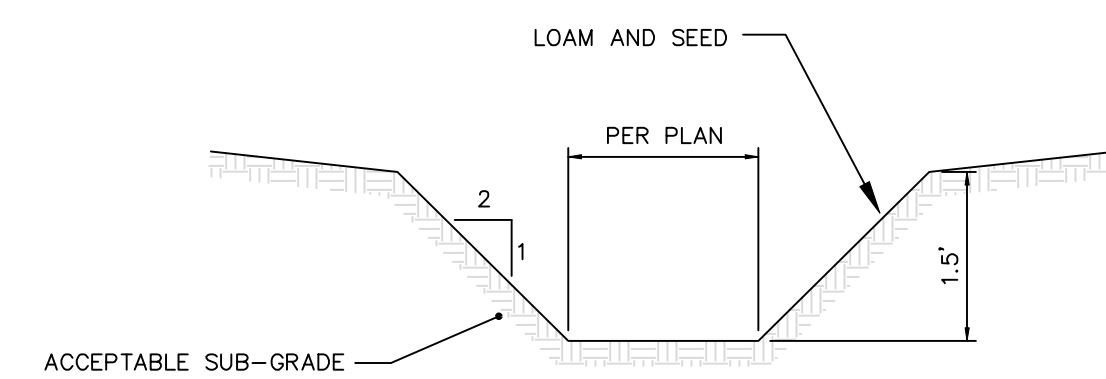 LOAM AND SEED
PER PLAN
2
1
1.5'
ACCEPTABLE SUB-GRADE